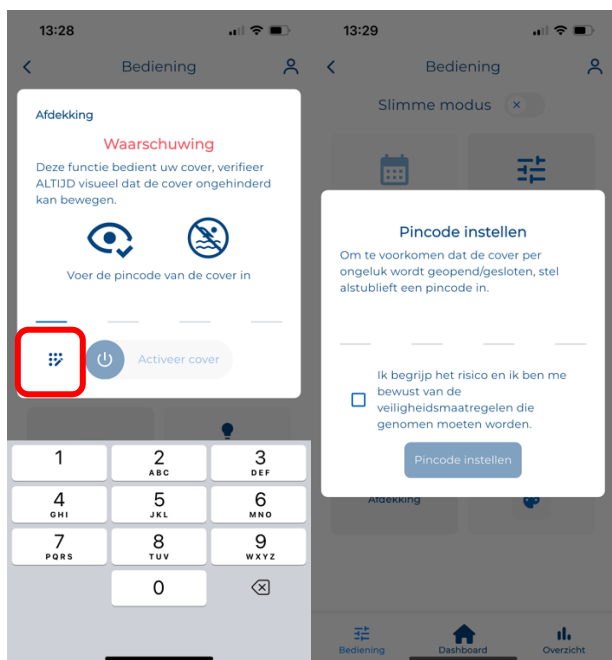 13:28
Bediening
Afdekking
Waarschuwing
Deze functie bedient uw cover, verifieer
ALTIJD visueel dat de cover ongehinderd
kan bewegen.
Voer de pincode van de cover in
Activeer cover
1
2
ABC
3
DEF
4
GHI
5
JKL
6
MNO
7
PQRS
8
TUV
9
WXYZ
0
13:29
Bediening
Slimme modus
Pincode instellen
Om te voorkomen dat de cover per
ongeluk wordt geopend/gesloten, stel
alstublieft een pincode in.
Ik begrijp het risico en ik ben me
bewust van de
veiligheidsmaatregelen die
genomen moeten worden.
Pincode instellen
Afdekking
Bediening
Dashboard
Overzicht